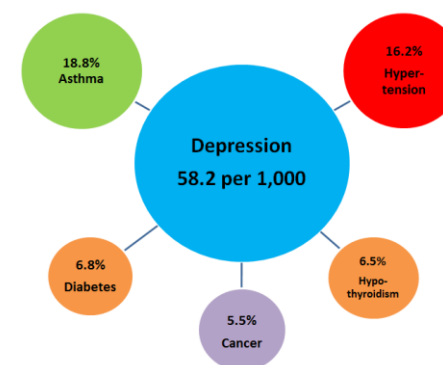 18.8%
Asthma
16.2%
Hyper-
tension
Depression
58.2 per 1,000
6.8%
Diabetes
6.5%
Hypo-
thyroidism
5.5%
Cancer